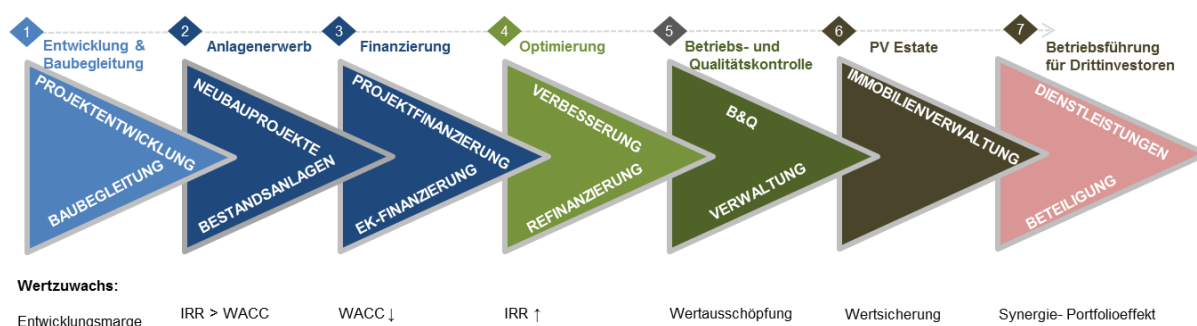 1
Entwicklung &
Baubegleitung
2
Anlagenerwerb
3
Finanzierung
4
Optimierung
5
Betriebs- und
Qualitätskontrolle
6
PV Estate
7
Betriebsführung
für Drittinvestoren
PROJEKTENTWICKLUNG
BAUBEGLEITUNG
NEUBAUPROJEKTE
BESTANDSANLAGEN
PROJEKTFINANZIERUNG
EK-FINANZIERUNG
VERBESSERUNG
REFINANZIERUNG
B&Q
VERWALTUNG
IMMOBILIENVERWALTUNG
DIENSTLEISTUNGEN
BETEILIGUNG
Wertzuwachs:
Entwicklungsmarge
IRR > WACC
WACC ↓
IRR ↑
Wertausschöpfung
Wertsicherung
Synergie- Portfolioeffekt